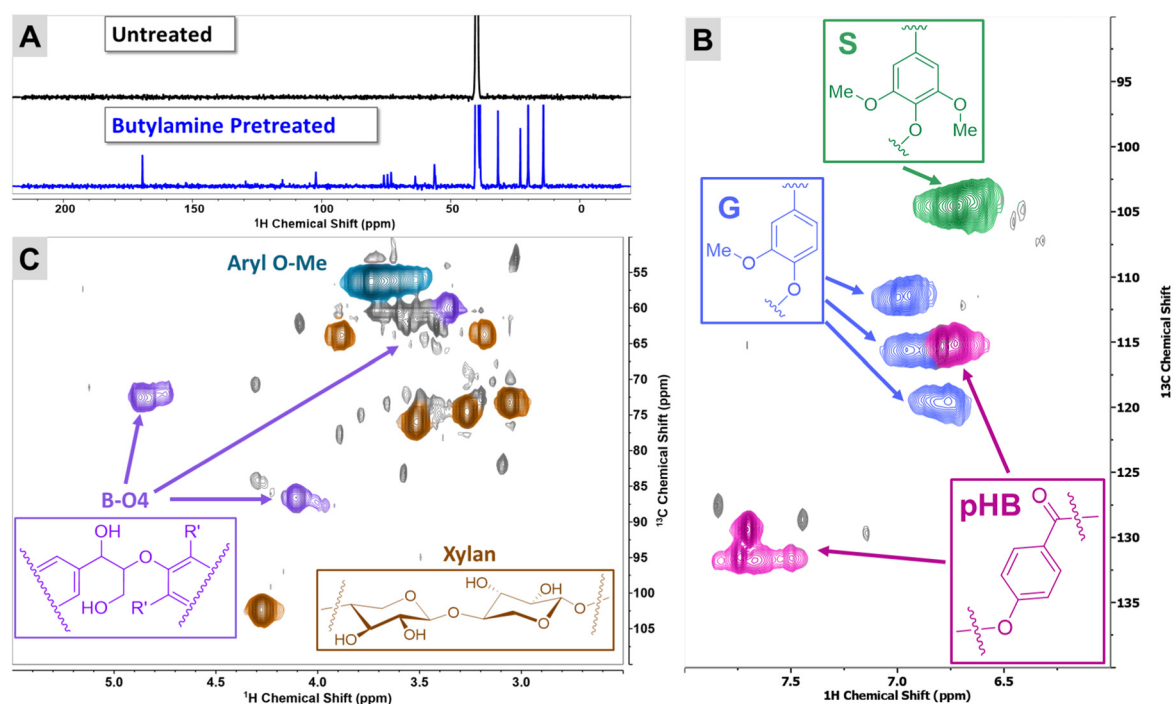 A
Untreated
Butylamine Pretreated
200 150 100 50 0
¹H Chemical Shift (ppm)
B
S
MeO
OMe
O
G
MeO
O
pHB
O
O
95
100
105
110
115
120
125
130
135
13C Chemical Shift
7.5 7.0 6.5
1H Chemical Shift (ppm)
C
Aryl O-Me
B-O4
OH
O
R'
HO
R'
Xylan
HO
OH
O
O
O
O
O
HO
OH
55
60
65
70
75
80
85
90
95
100
105
¹³C Chemical Shift (ppm)
5.0 4.5 4.0 3.5 3.0
¹H Chemical Shift (ppm)